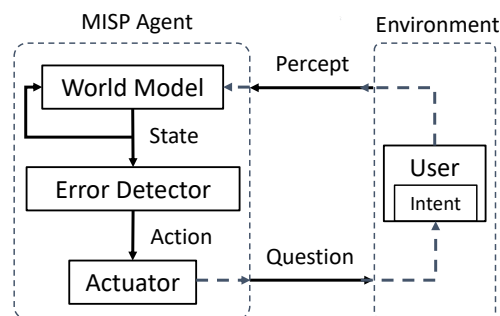 MISP Agent
Environment
World Model
Percept
State
User
Intent
Error Detector
Action
Question
Actuator